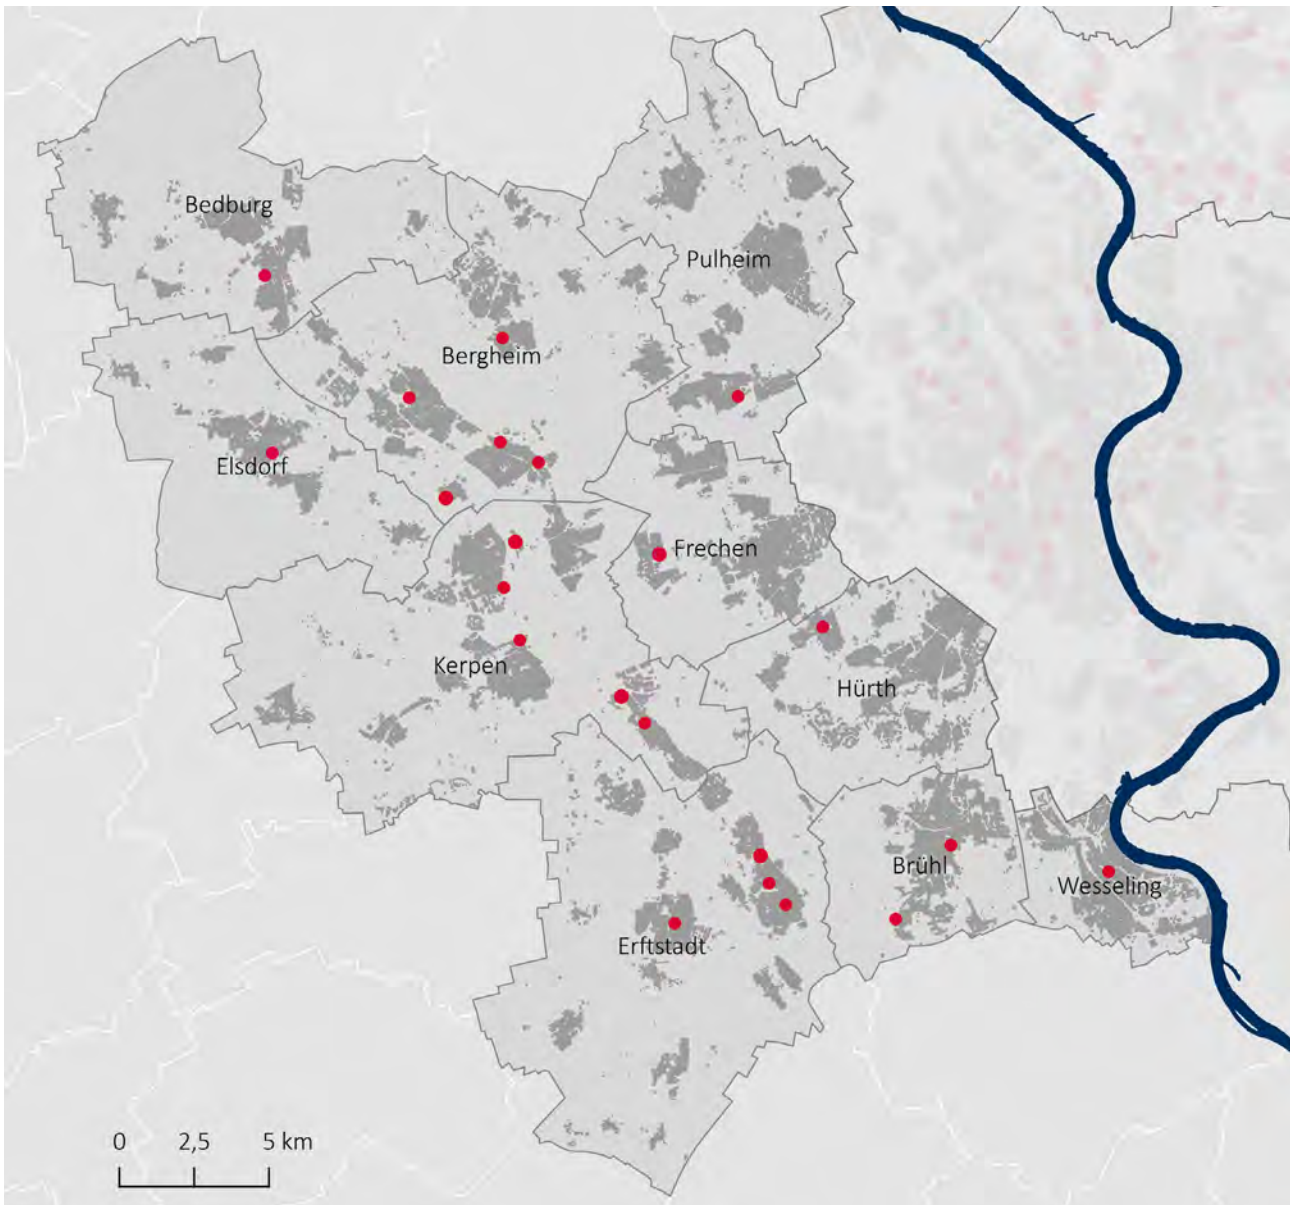 Bedburg
Pulheim
Bergheim
Elsdorf
Frechen
Kerpen
Hürth
Brühl
Wesseling
Erftstadt
0 2,5 5 km